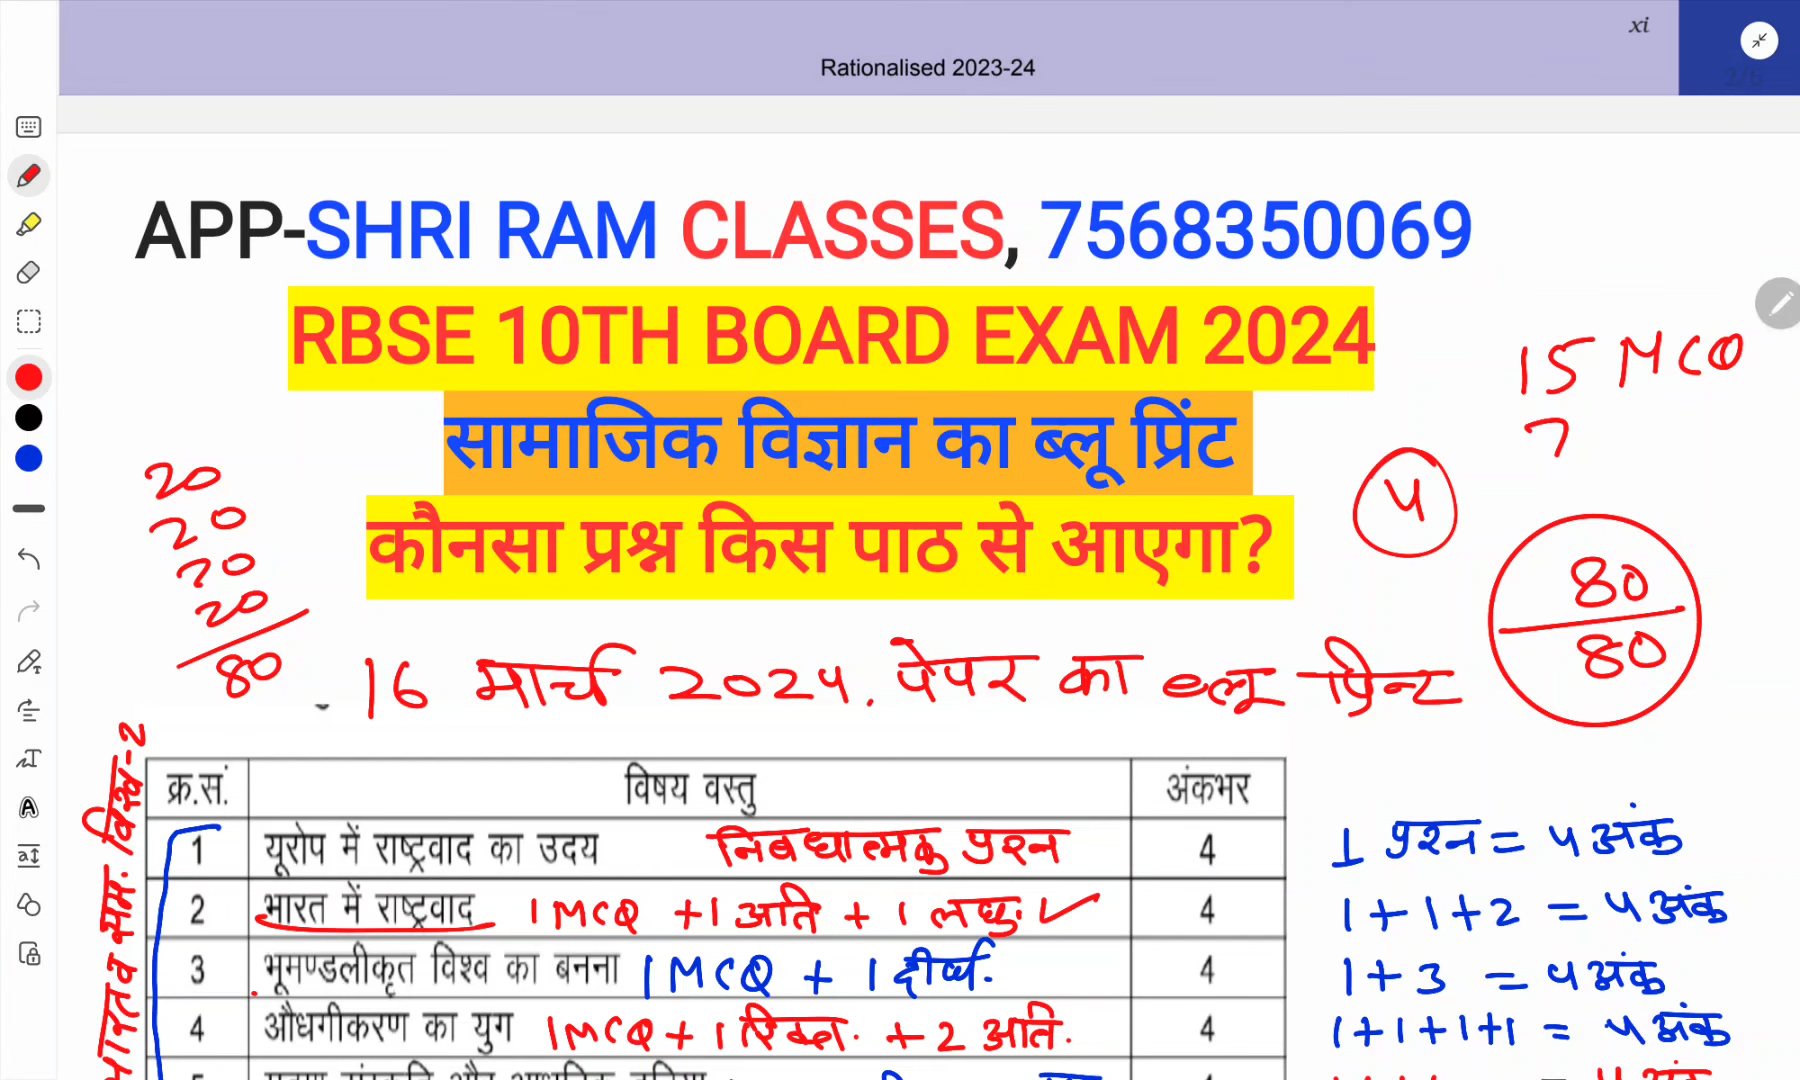 xi
Rationalised 2023-24
2/6
APP-SHRI RAM CLASSES, 7568350069
RBSE 10TH BOARD EXAM 2024
सामाजिक विज्ञान का ब्लू प्रिंट
कौनसा प्रश्न किस पाठ से आएगा?
15 MCQ
7
4
80
80
20
20
20
20
80
16 मार्च 2024. पेपर का ब्लू प्रिन्ट
भारत व सम. विश्व-2
क्र.सं. विषय वस्तु अंकभर
1 यूरोप में राष्ट्रवाद का उदय निबंधात्मक प्रश्न 4 1 प्रश्न = 4 अंक
2 भारत में राष्ट्रवाद 1 MCQ + 1 अति + 1 लघु. 4 1+1+2 = 4 अंक
3 भूमण्डलीकृत विश्व का बनना 1 MCQ + 1 दीर्घ. 4 1+3 = 4 अंक
4 औधगीकरण का युग 1 MCQ + 1 रिक्त. + 2 अति. 4 1+1+1+1 = 4 अंक